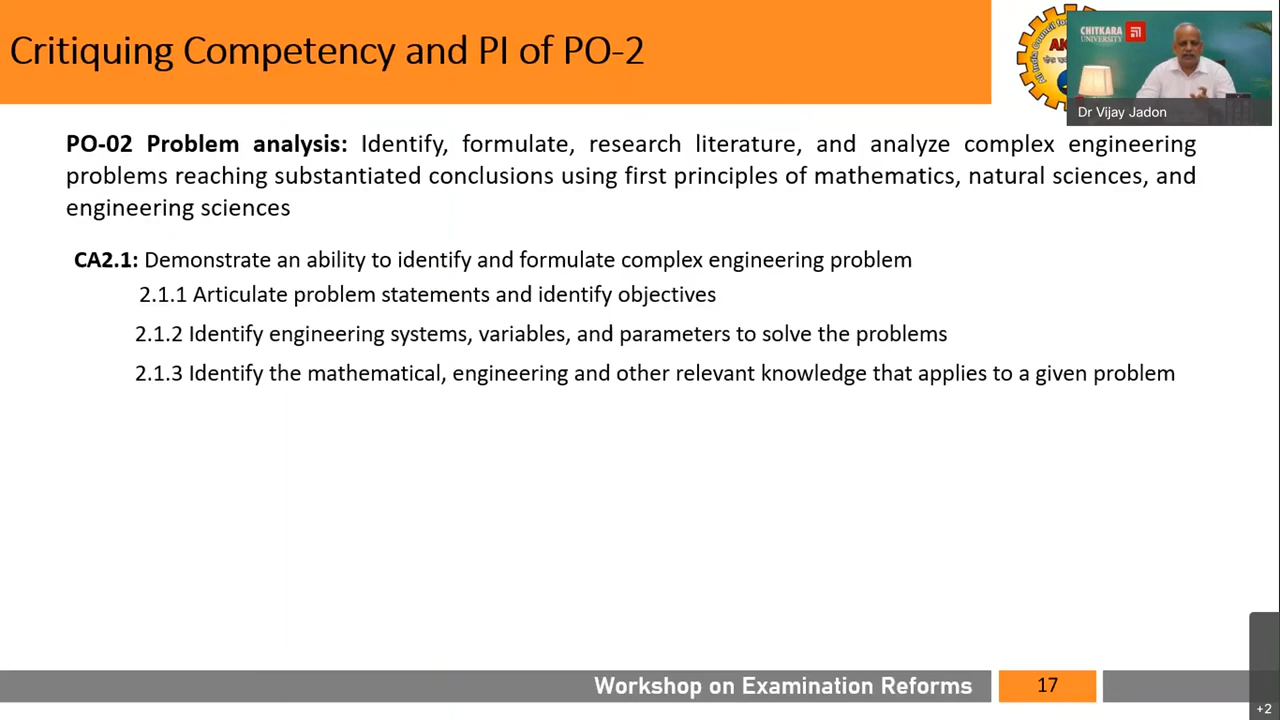 Critiquing Competency and PI of PO-2
CHITKARA
UNIVERSITY
Dr Vijay Jadon
PO-02 Problem analysis: Identify, formulate, research literature, and analyze complex engineering
problems reaching substantiated conclusions using first principles of mathematics, natural sciences, and
engineering sciences
CA2.1: Demonstrate an ability to identify and formulate complex engineering problem
2.1.1 Articulate problem statements and identify objectives
2.1.2 Identify engineering systems, variables, and parameters to solve the problems
2.1.3 Identify the mathematical, engineering and other relevant knowledge that applies to a given problem
Workshop on Examination Reforms
17
+2